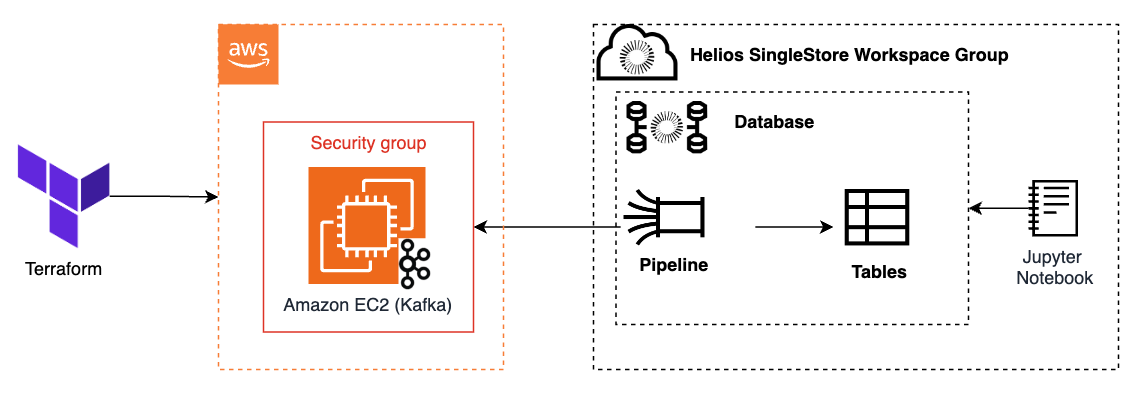 aws
Helios SingleStore Workspace Group
Database
Security group
Terraform
Amazon EC2 (Kafka)
Pipeline
Tables
Jupyter
Notebook